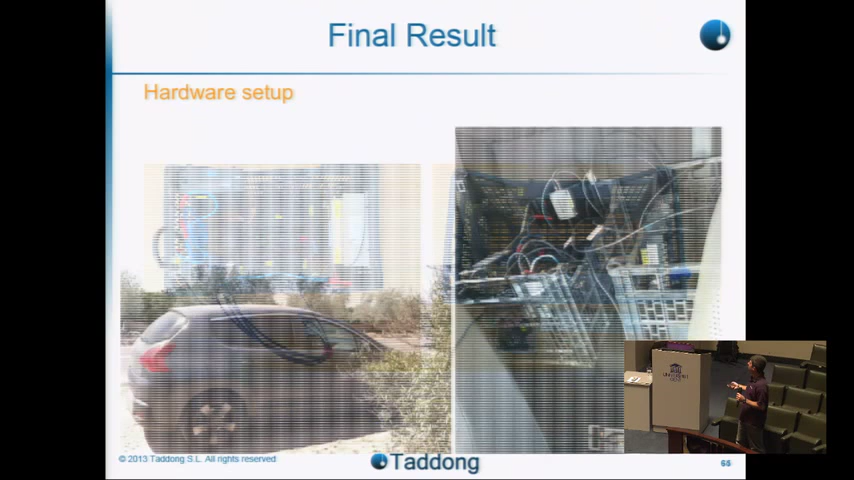 Final Result
Hardware setup
© 2013 Taddong S.L. All rights reserved
Taddong
68